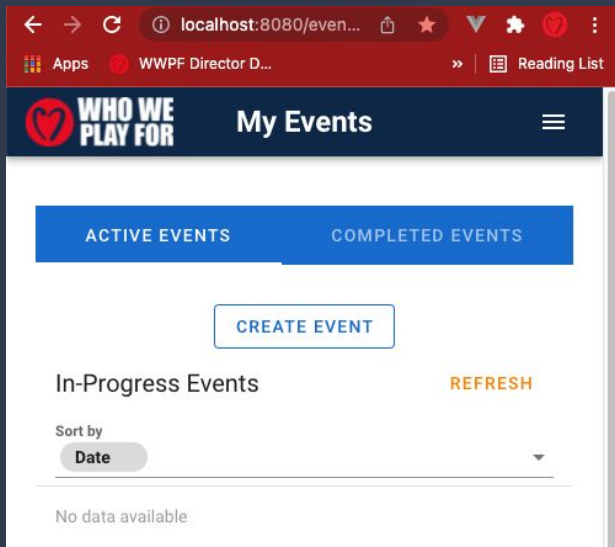 localhost:8080/even...
Apps WWPF Director D... » Reading List
WHO WE
PLAY FOR
My Events
ACTIVE EVENTS COMPLETED EVENTS
CREATE EVENT
In-Progress Events REFRESH
Sort by
Date
No data available